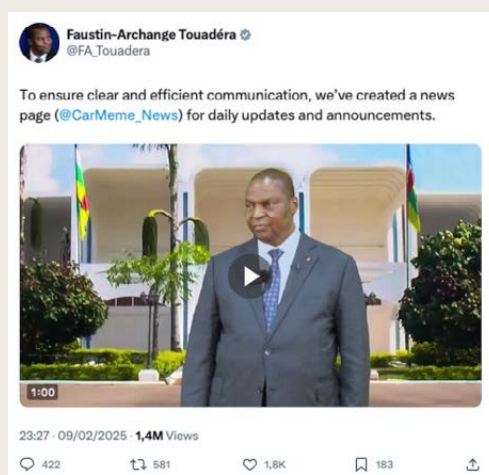 Faustin-Archange Touadéra
@FA_Touadera
To ensure clear and efficient communication, we've created a news
page (@CarMeme_News) for daily updates and announcements.
1:00
23:27 · 09/02/2025 · 1,4M Views
422 581 1,8K 183